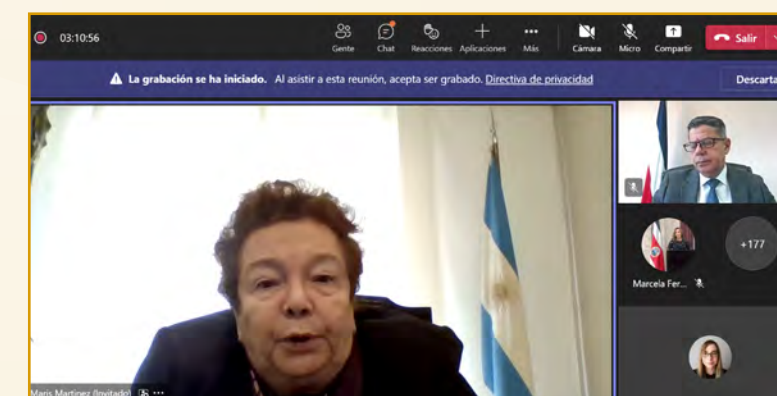 03:10:56
Gente Chat Reacciones Aplicaciones Más Cámara Micro Compartir Salir
La grabación se ha iniciado. Al asistir a esta reunión, acepta ser grabado. Directiva de privacidad Descarta
+177
Marcela Fer...
Maris Martinez (Invitado) ...